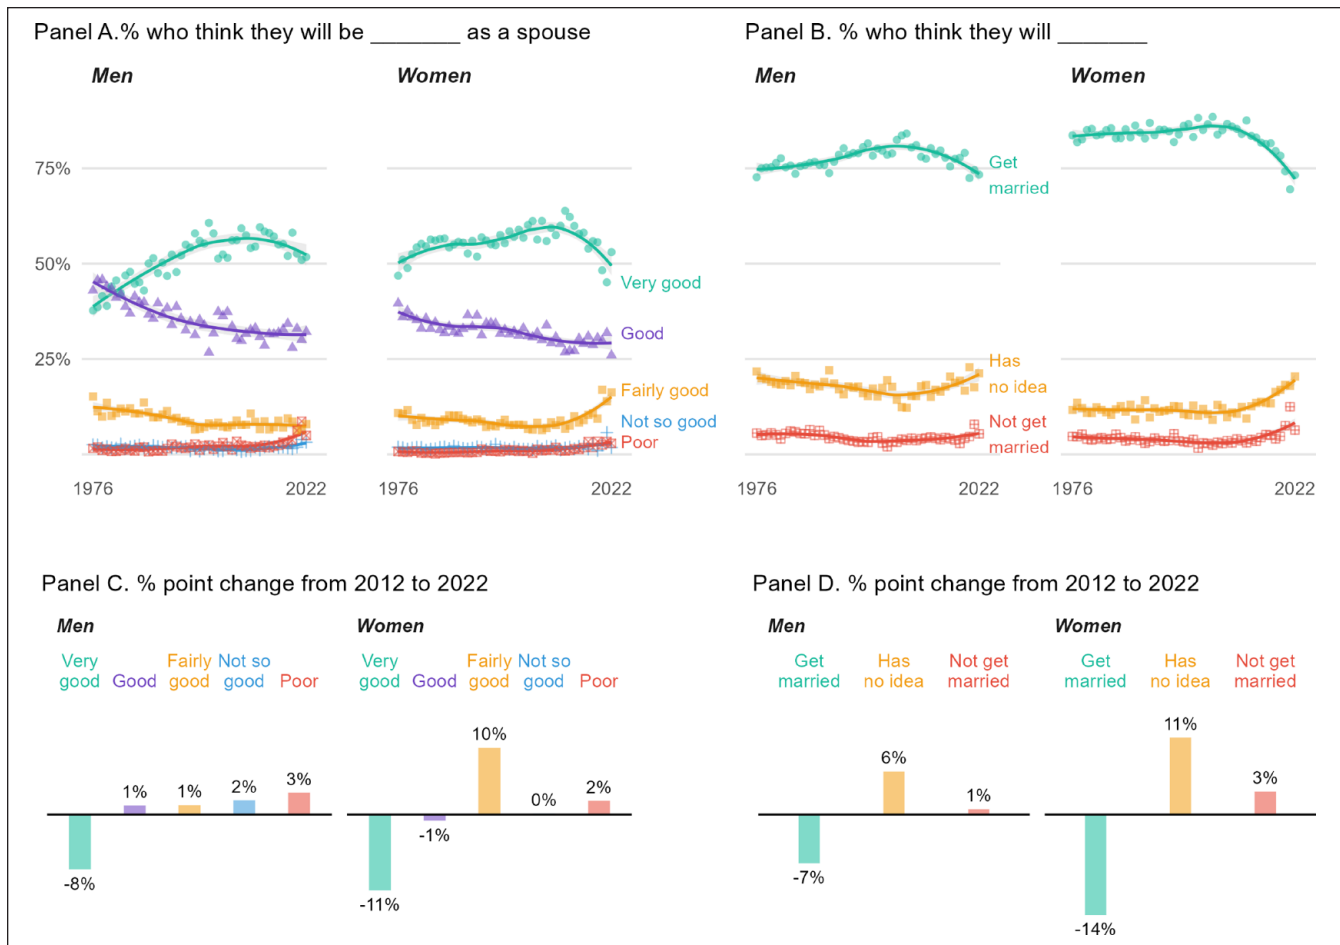 Panel A.% who think they will be ________ as a spouse
Men
Women
75%
50%
25%
Very good
Good
Fairly good
Not so good
Poor
1976
2022
1976
2022
Panel B. % who think they will ________
Men
Women
Get
married
Has
no idea
Not get
married
1976
2022
1976
2022
Panel C. % point change from 2012 to 2022
Men
Very
good
Good
Fairly
good
Not so
good
Poor
-8%
1%
1%
2%
3%
Women
Very
good
Good
Fairly
good
Not so
good
Poor
-11%
-1%
10%
0%
2%
Panel D. % point change from 2012 to 2022
Men
Get
married
Has
no idea
Not get
married
-7%
6%
1%
Women
Get
married
Has
no idea
Not get
married
-14%
11%
3%